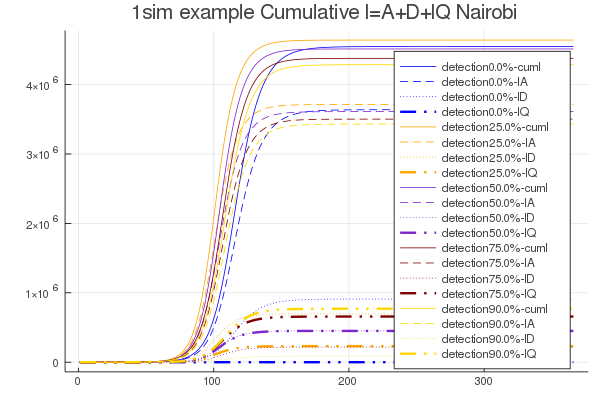 1sim example Cumulative I=A+D+IQ Nairobi
4×10 6
3×10 6
2×10 6
1×10 6
0
0
100
200
300
detection0.0%-cuml
detection0.0%-IA
detection0.0%-ID
detection0.0%-IQ
detection25.0%-cuml
detection25.0%-IA
detection25.0%-ID
detection25.0%-IQ
detection50.0%-cuml
detection50.0%-IA
detection50.0%-ID
detection50.0%-IQ
detection75.0%-cuml
detection75.0%-IA
detection75.0%-ID
detection75.0%-IQ
detection90.0%-cuml
detection90.0%-IA
detection90.0%-ID
detection90.0%-IQ